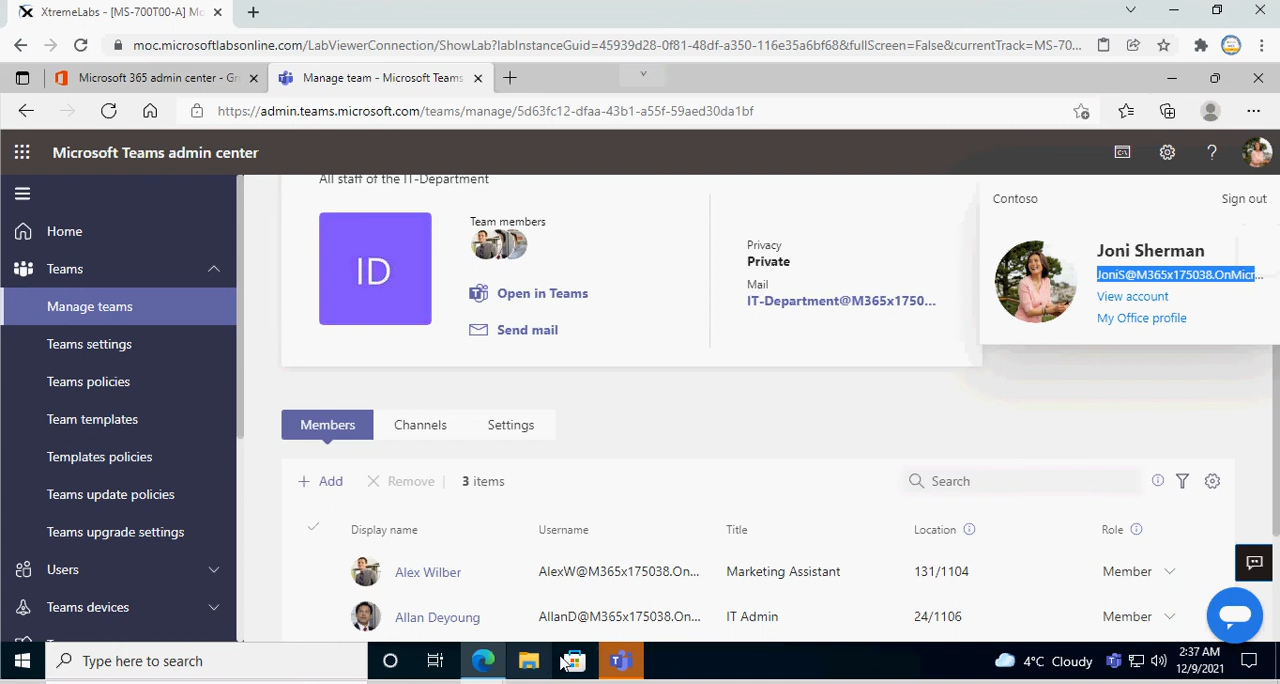 XtremeLabs - [MS-700T00-A] Mo
moc.microsoftlabsonline.com/LabViewerConnection/ShowLab?labInstanceGuid=45939d28-0f81-48df-a350-116e35a6bf68&fullScreen=False&currentTrack=MS-70...
Microsoft 365 admin center - Gr
Manage team - Microsoft Teams
https://admin.teams.microsoft.com/teams/manage/5d63fc12-dfaa-43b1-a55f-59aed30da1bf
Microsoft Teams admin center
Home
Teams
Manage teams
Teams settings
Teams policies
Team templates
Templates policies
Teams update policies
Teams upgrade settings
Users
Teams devices
All staff of the IT-Department
ID
Team members
Open in Teams
Send mail
Privacy
Private
Mail
IT-Department@M365x1750...
Contoso
Sign out
Joni Sherman
JoniS@M365x175038.OnMicr...
View account
My Office profile
Members
Channels
Settings
Add
Remove
3 items
Search
Display name
Username
Title
Location
Role
Alex Wilber
AlexW@M365x175038.On...
Marketing Assistant
131/1104
Member
Allan Deyoung
AllanD@M365x175038.On...
IT Admin
24/1106
Member
Type here to search
4°C Cloudy
2:37 AM
12/9/2021